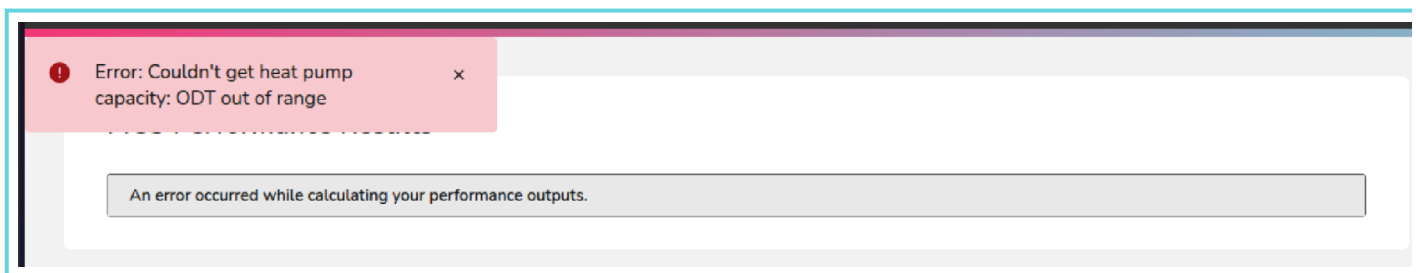 Error: Couldn't get heat pump
capacity: ODT out of range
An error occurred while calculating your performance outputs.